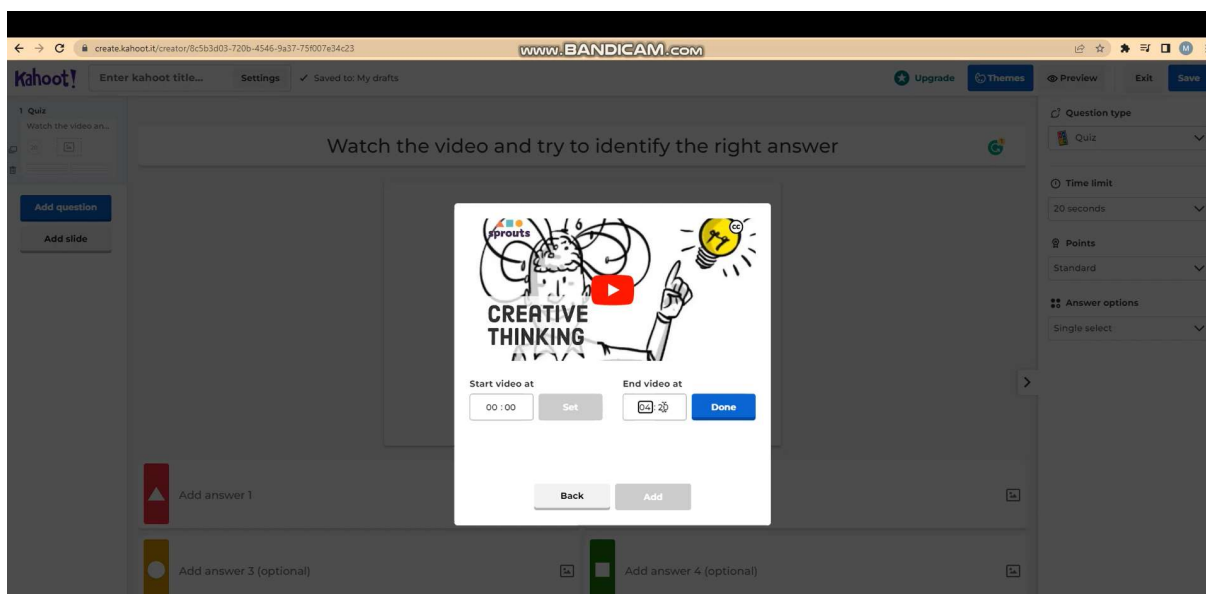 create.kahoot.it/creator/8c5b3d03-720b-4546-9a37-75f007e34c23
www.BANDICAM.com
M
Kahoot!
Enter kahoot title...
Settings
Saved to: My drafts
Upgrade
Themes
Preview
Exit
Save
1 Quiz
Watch the video an...
Add question
Add slide
Watch the video and try to identify the right answer
sprouts
CC
CREATIVE
THINKING
Start video at
00 : 00
Set
End video at
04 : 20
Done
Back
Add
Add answer 1
Add answer 3 (optional)
Add answer 4 (optional)
Question type
Quiz
Time limit
20 seconds
Points
Standard
Answer options
Single select